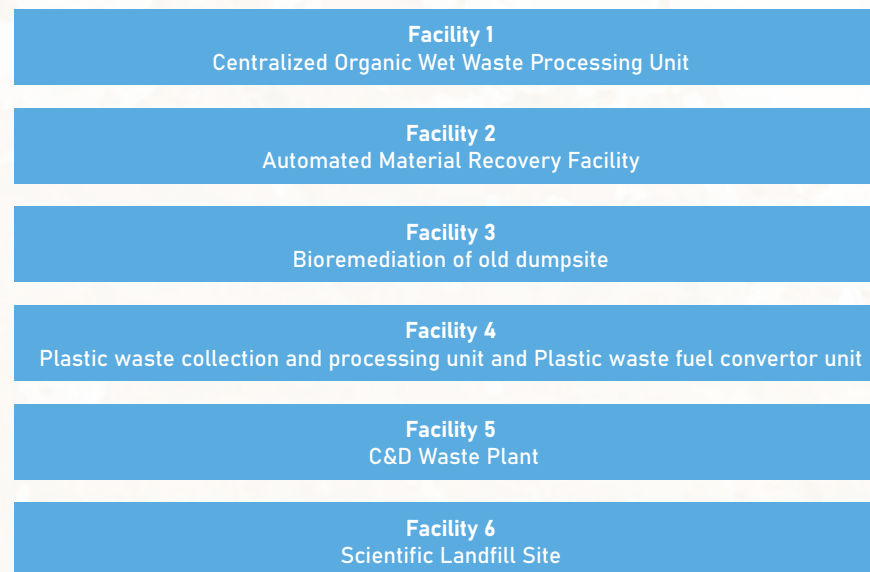 Facility 1
Centralized Organic Wet Waste Processing Unit
Facility 2
Automated Material Recovery Facility
Facility 3
Bioremediation of old dumpsite
Facility 4
Plastic waste collection and processing unit and Plastic waste fuel convertor unit
Facility 5
C&D Waste Plant
Facility 6
Scientific Landfill Site